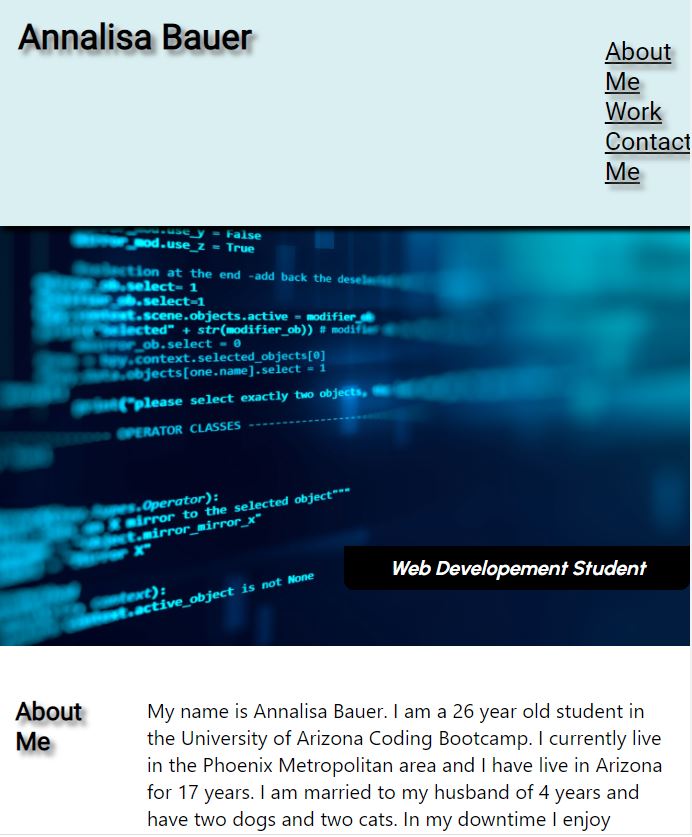 Annalisa Bauer
About
Me
Work
Contact
Me
_mod.use_y = False
_mod.use_z = True
selection at the end -add back the
_ob.select= 1
_ob.select=1
context.scene.objects.active = modifier_ob
selected" + str(modifier_ob)) # modifi
_ob.select = 0
bpy.context.selected_objects[0]
.objects[one.name].select = 1
print("please select exactly two objects,
OPERATOR CLASSES ----------------
types.Operator):
X mirror to the selected object"""
object.mirror_mirror_x"
X"
context):
context.active_object is not None
Web Developement Student
About
Me
My name is Annalisa Bauer. I am a 26 year old student in
the University of Arizona Coding Bootcamp. I currently live
in the Phoenix Metropolitan area and I have live in Arizona
for 17 years. I am married to my husband of 4 years and
have two dogs and two cats. In my downtime I enjoy